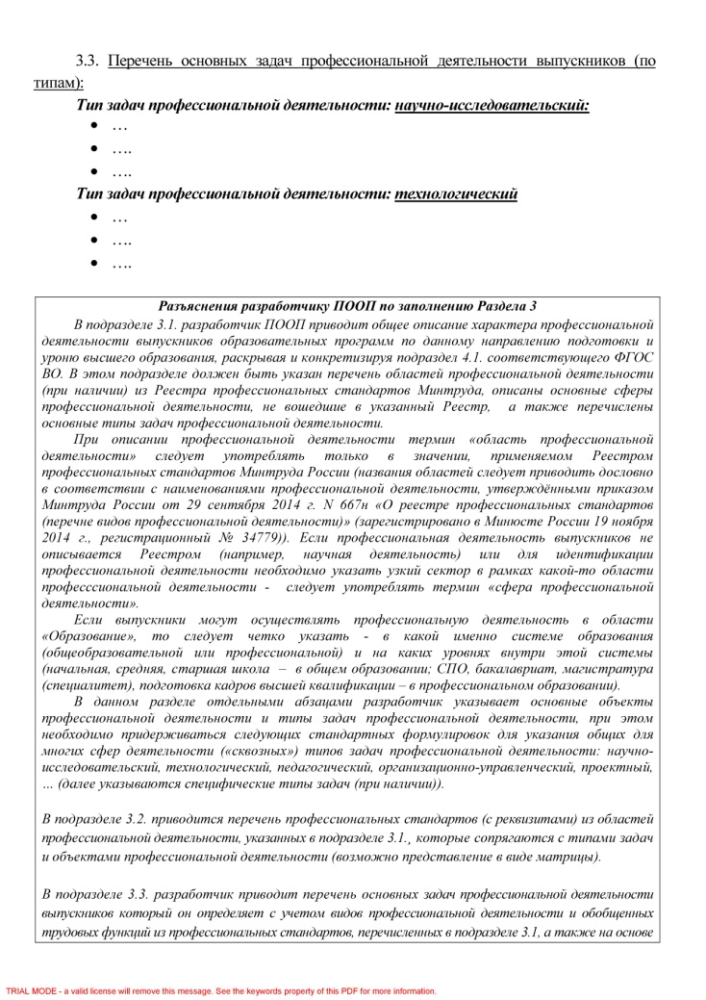 3.3. Перечень основных задач профессиональной деятельности выпускников (по
типам):
Тип задач профессиональной деятельности: научно-исследовательский:
• …
• ….
• ….
Тип задач профессиональной деятельности: технологический
• …
• ….
• ….
Разъяснения разработчику ПООП по заполнению Раздела 3
В подразделе 3.1. разработчик ПООП приводит общее описание характера профессиональной
деятельности выпускников образовательных программ по данному направлению подготовки и
уроню высшего образования, раскрывая и конкретизируя подраздел 4.1. соответствующего ФГОС
ВО. В этом подразделе должен быть указан перечень областей профессиональной деятельности
(при наличии) из Реестра профессиональных стандартов Минтруда, описаны основные сферы
профессиональной деятельности, не вошедшие в указанный Реестр, а также перечислены
основные типы задач профессиональной деятельности.
При описании профессиональной деятельности термин «область профессиональной
деятельности» следует употреблять только в значении, применяемом Реестром
профессиональных стандартов Минтруда России (названия областей следует приводить дословно
в соответствии с наименованиями профессиональной деятельности, утверждёнными приказом
Минтруда России от 29 сентября 2014 г. N 667н «О реестре профессиональных стандартов
(перечне видов профессиональной деятельности)» (зарегистрировано в Минюсте России 19 ноября
2014 г., регистрационный № 34779)). Если профессиональная деятельность выпускников не
описывается Реестром (например, научная деятельность) или для идентификации
профессиональной деятельности необходимо указать узкий сектор в рамках какой-то области
професссиональной деятельности - следует употреблять термин «сфера профессиональной
деятельности».
Если выпускники могут осуществлять профессиональную деятельность в области
«Образование», то следует четко указать - в какой именно системе образования
(общеобразовательной или профессиональной) и на каких уровнях внутри этой системы
(начальная, средняя, старшая школа – в общем образовании; СПО, бакалавриат, магистратура
(специалитет), подготовка кадров высшей квалификации – в профессиональном образовании).
В данном разделе отдельными абзацами разработчик указывает основные объекты
профессиональной деятельности и типы задач профессиональной деятельности, при этом
необходимо придерживаться следующих стандартных формулировок для указания общих для
многих сфер деятельности («сквозных») типов задач профессиональной деятельности: научно-
исследовательский, технологический, педагогический, организационно-управленческий, проектный,
… (далее указываются специфические типы задач (при наличии)).
В подразделе 3.2. приводится перечень профессиональных стандартов (с реквизитами) из областей
профессиональной деятельности, указанных в подразделе 3.1., которые сопрягаются с типами задач
и объектами профессиональной деятельности (возможно представление в виде матрицы).
В подразделе 3.3. разработчик приводит перечень основных задач профессиональной деятельности
выпускников который он определяет с учетом видов профессиональной деятельности и обобщенных
трудовых функций из профессиональных стандартов, перечисленных в подразделе 3.1, а также на основе
TRIAL MODE - a valid license will remove this message. See the keywords property of this PDF for more information.